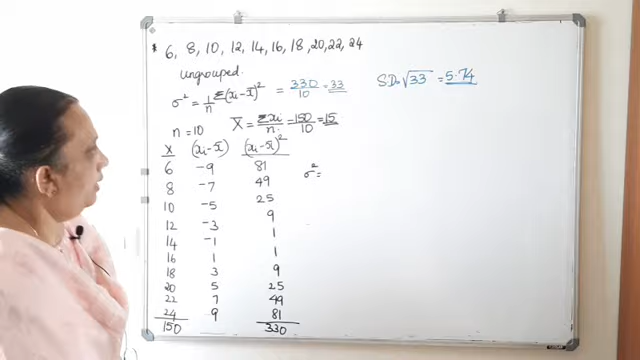 * 6, 8, 10, 12, 14, 16, 18, 20, 22, 24
ungrouped.
σ² = 1/n Σ(xi - x̄)² = 330/10 = 33
S.D. √33 = 5.74
n = 10
X̄ = Σxi/n = 150/10 = 15
X (xi - x̄) (xi - x̄)²
6 -9 81
8 -7 49
10 -5 25
12 -3 9
14 -1 1
16 1 1
18 3 9
20 5 25
22 7 49
24 9 81
150 330
σ² =